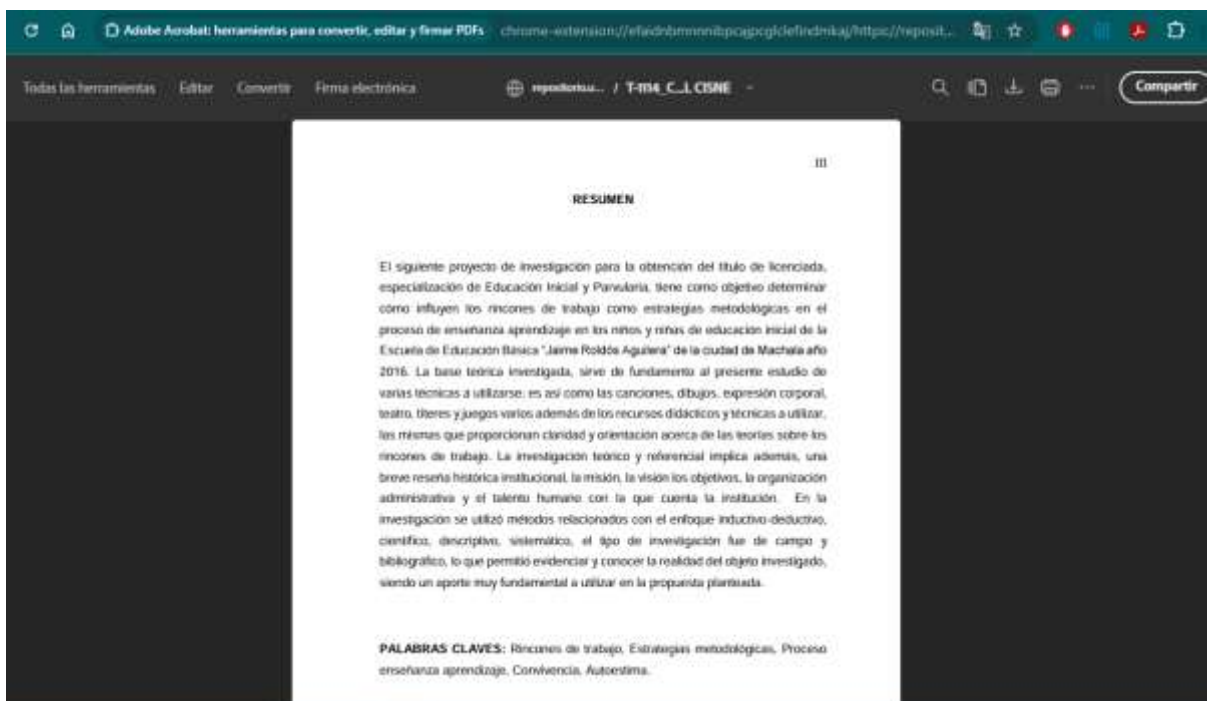 Adobe Acrobat: herramientas para convertir, editar y firmar PDFs
Todas las herramientas Editar Convertir Firma electrónica / T-1114_C...L CISNE Compartir
III
RESUMEN
El siguiente proyecto de investigación para la obtención del título de licenciada,
especialización de Educación Inicial y Parvularia, tiene como objetivo determinar
cómo influyen los rincones de trabajo como estrategias metodológicas en el
proceso de enseñanza aprendizaje en los niños y niñas de educación inicial de la
Escuela de Educación Básica "Jaime Roldós Aguilera" de la ciudad de Machala año
2016. La base teórica investigada, sirve de fundamento al presente estudio de
varias técnicas a utilizarse: es así como las canciones, dibujos, expresión corporal,
teatro, títeres y juegos varios además de los recursos didácticos y técnicas a utilizar,
las mismas que proporcionan claridad y orientación acerca de las teorías sobre los
rincones de trabajo. La investigación teórico y referencial implica además, una
breve reseña histórica institucional, la misión, la visión los objetivos, la organización
administrativa y el talento humano con la que cuenta la institución. En la
investigación se utilizó métodos relacionados con el enfoque inductivo-deductivo,
científico, descriptivo, sistemático, el tipo de investigación fue de campo y
bibliográfico, lo que permitió evidenciar y conocer la realidad del objeto investigado,
siendo un aporte muy fundamental a utilizar en la propuesta planteada.
PALABRAS CLAVES: Rincones de trabajo, Estrategias metodológicas, Proceso
enseñanza aprendizaje, Convivencia, Autoestima.